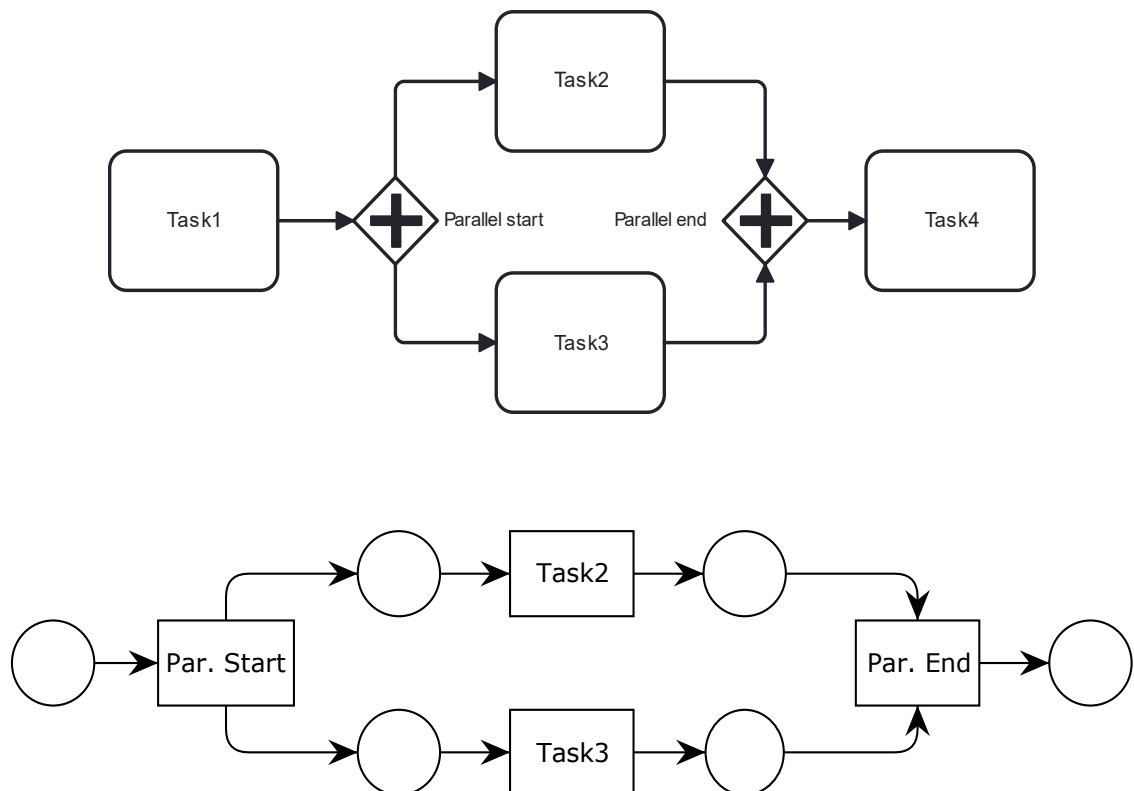 Task2
Task1
Parallel start
Parallel end
Task4
Task3
Task2
Par. Start
Par. End
Task3